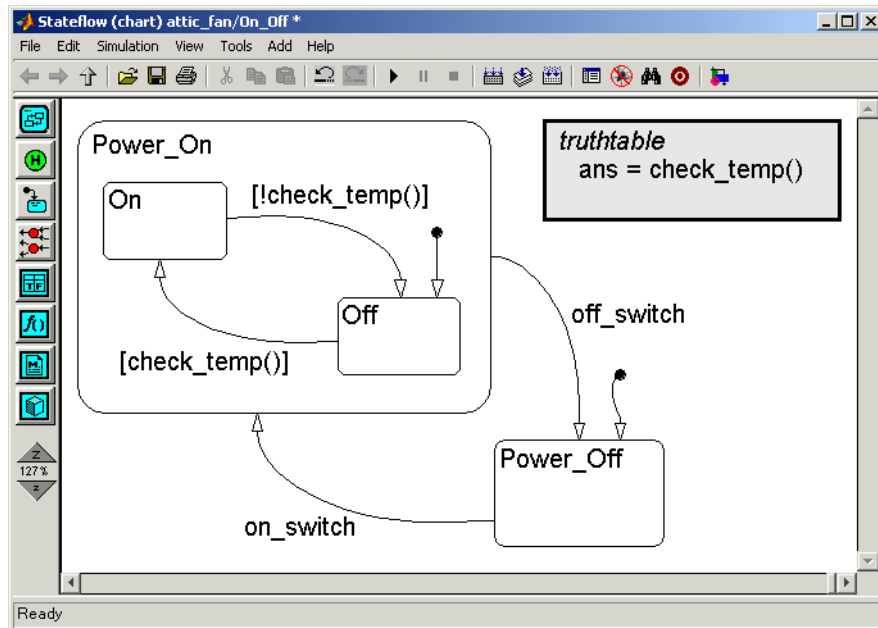 Stateflow (chart) attic_fan/On_Off *
File Edit Simulation View Tools Add Help
truthtable
ans = check_temp()
Power_On
On
[!check_temp()]
Off
[check_temp()]
off_switch
Power_Off
on_switch
H
TF
f()
M
Z
127%
z
Ready